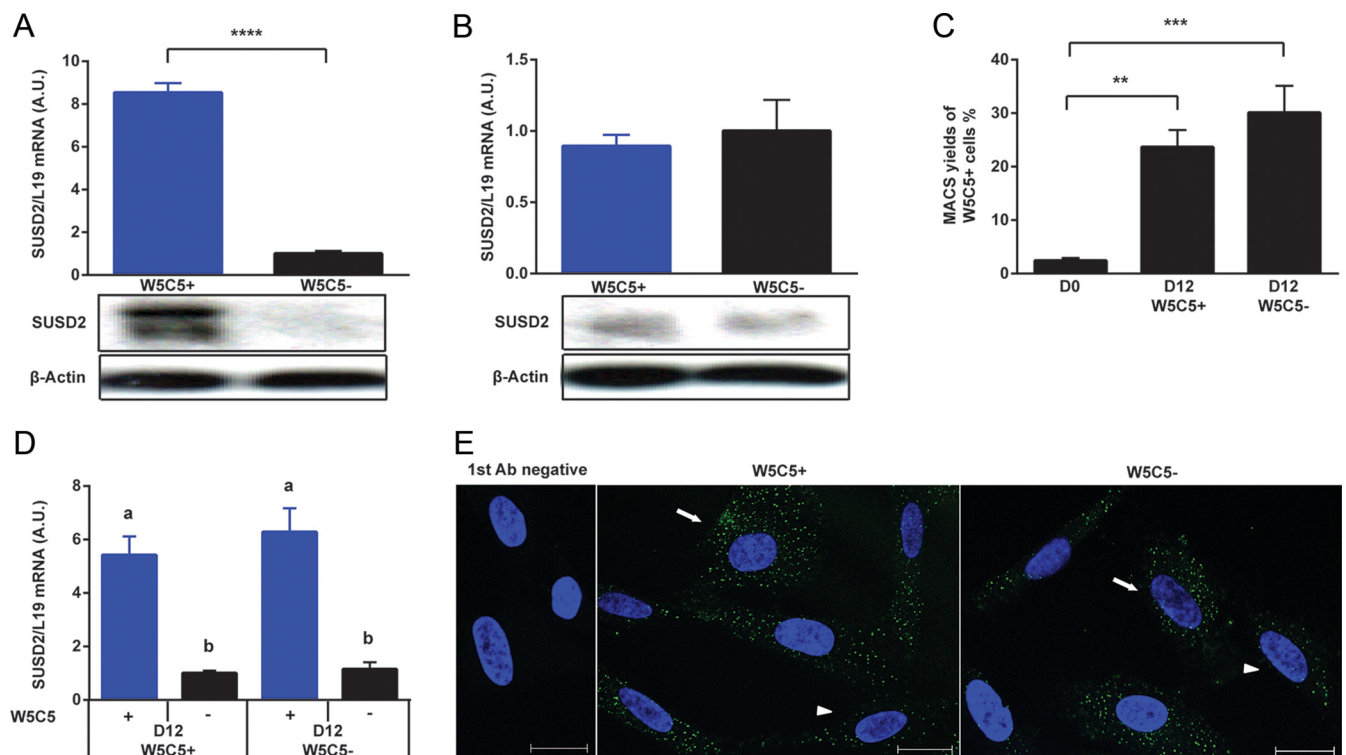 A
****
10
8
6
4
2
0
SUSD2/L19 mRNA (A.U.)
W5C5+ W5C5-
SUSD2
β-Actin
B
1.5
1.0
0.5
0.0
SUSD2/L19 mRNA (A.U.)
W5C5+ W5C5-
SUSD2
β-Actin
C
***
**
40
30
20
10
0
MACS yields of
W5C5+ cells %
D0 D12 D12
W5C5+ W5C5-
D
8
6
4
2
0
SUSD2/L19 mRNA (A.U.)
a b a b
W5C5 + - + -
D12 D12
W5C5+ W5C5-
E
1st Ab negative W5C5+ W5C5-